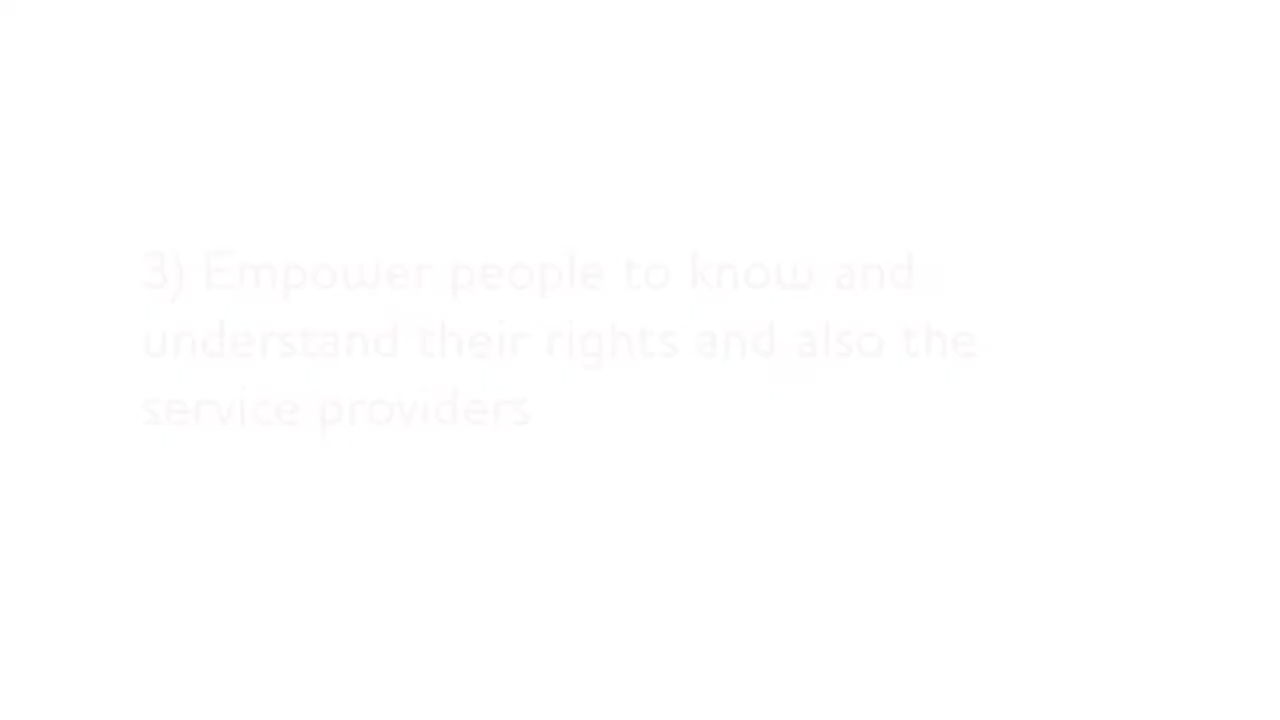 3) Empower people to know and
understand their rights and also the
service providers